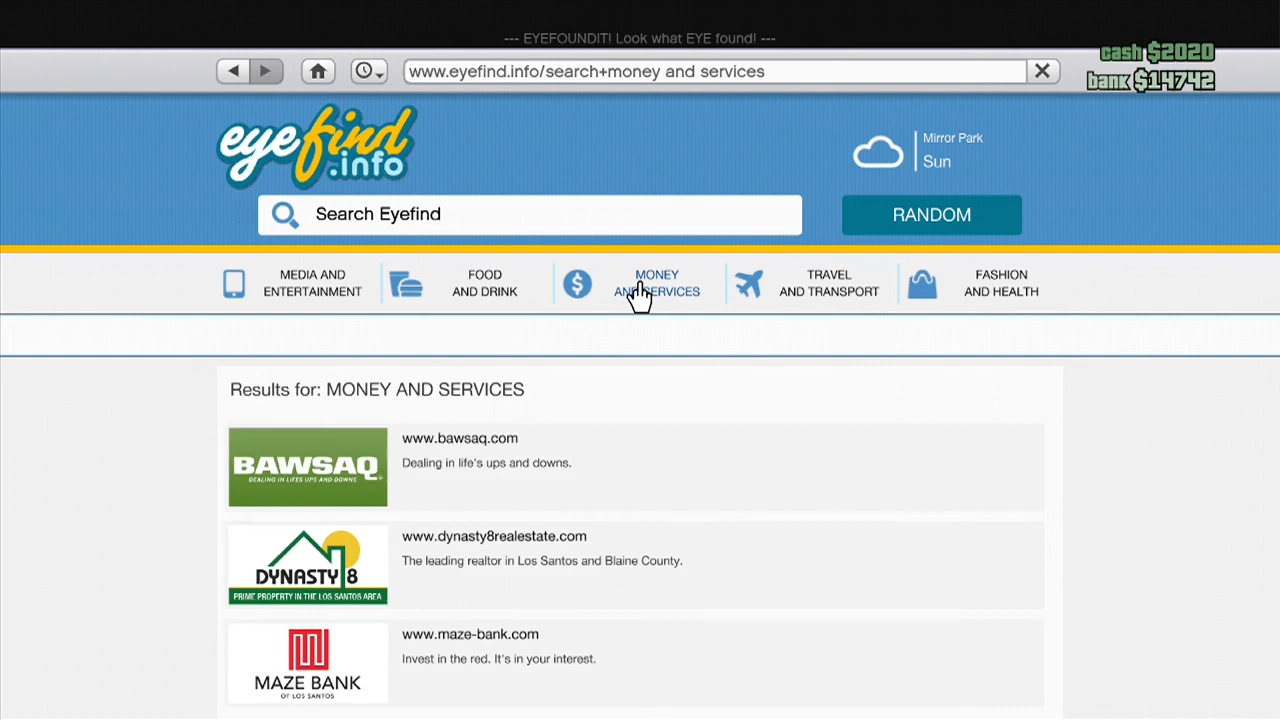 --- EYEFOUNDIT! Look what EYE found! ---
cash $2020
www.eyefind.info/search+money and services
bank $14742
eyefind
.info
Mirror Park
Sun
Search Eyefind
RANDOM
MEDIA AND
ENTERTAINMENT
FOOD
AND DRINK
MONEY
AND SERVICES
TRAVEL
AND TRANSPORT
FASHION
AND HEALTH
Results for: MONEY AND SERVICES
BAWSAQ
DEALING IN LIFES UPS AND DOWNS
www.bawsaq.com
Dealing in life's ups and downs.
DYNASTY 8
PRIME PROPERTY IN THE LOS SANTOS AREA
www.dynasty8realestate.com
The leading realtor in Los Santos and Blaine County.
MAZE BANK
OF LOS SANTOS
www.maze-bank.com
Invest in the red. It's in your interest.